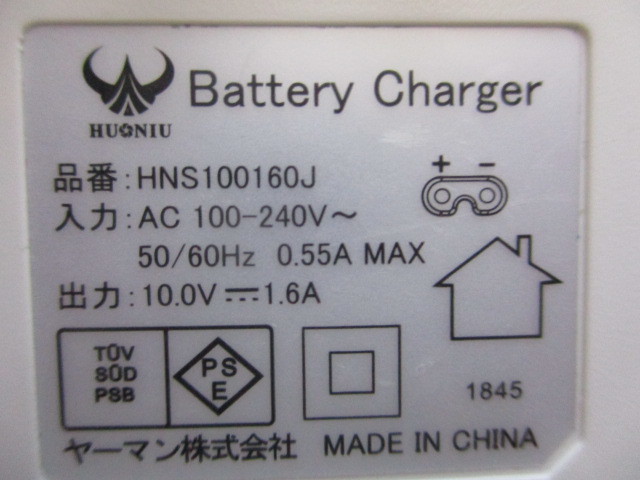 HUONIU
Battery Charger
品番:HNS100160J
入力:AC 100-240V~
50/60Hz 0.55A MAX
出力:10.0V⎓1.6A
+ -
TÜV
SÜD
PSB
PS
E
1845
ヤーマン株式会社 MADE IN CHINA